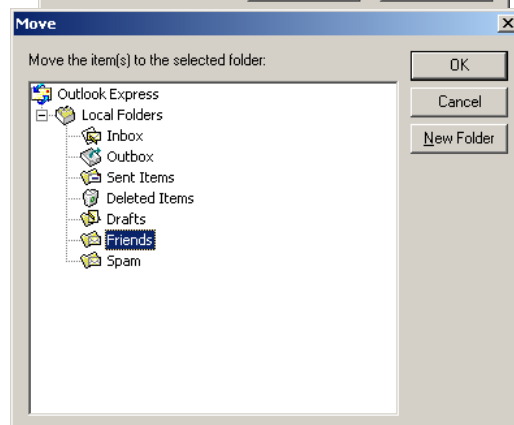 Move
Move the item(s) to the selected folder:
OK
Outlook Express
Cancel
Local Folders
Inbox
New Folder
Outbox
Sent Items
Deleted Items
Drafts
Friends
Spam